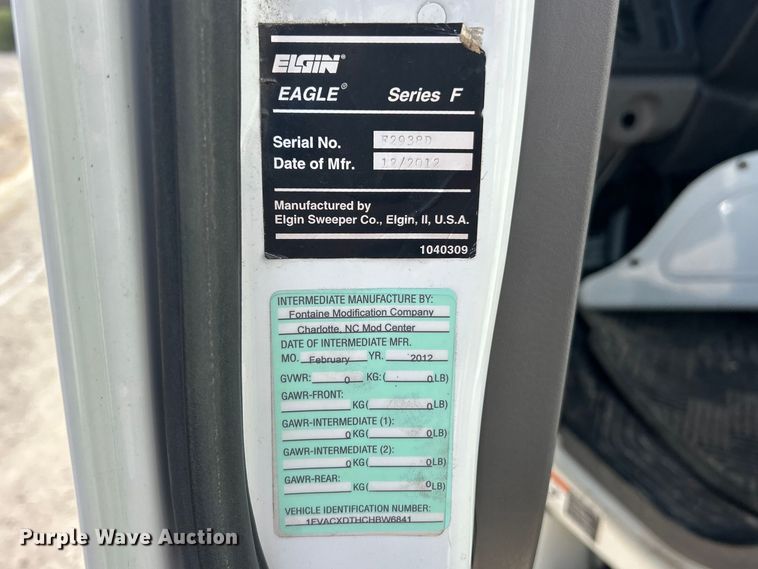 ELGIN®
EAGLE® Series F
Serial No.
Date of Mfr. 12/2012
Manufactured by
Elgin Sweeper Co., Elgin, Il, U.S.A.
1040309
INTERMEDIATE MANUFACTURE BY:
Fontaine Modification Company
Charlotte, NC Mod Center
DATE OF INTERMEDIATE MFR.
MO. February YR. 2012
GVWR: 0 KG: ( 0 LB)
GAWR-FRONT:
KG ( 0 LB)
GAWR-INTERMEDIATE (1):
0 KG ( 0 LB)
GAWR-INTERMEDIATE (2):
0 KG ( 0 LB)
GAWR-REAR:
KG ( 0 LB)
VEHICLE IDENTIFICATION NUMBER:
1FVACXDTHCHBW6841
Purple Wave Auction